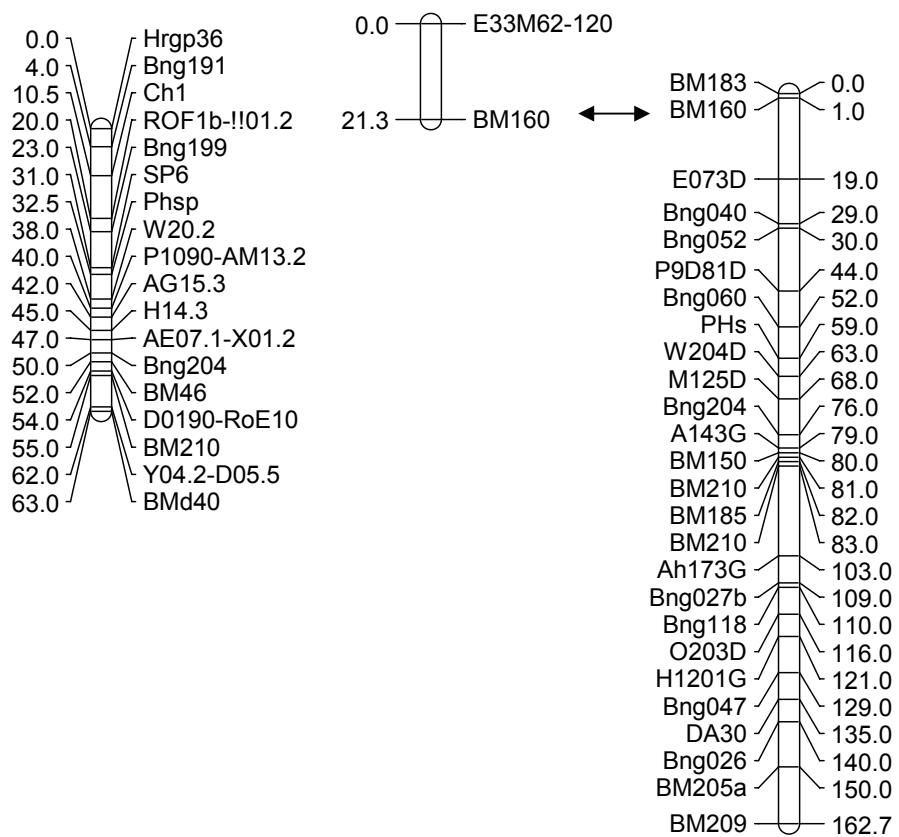 0.0 Hrgp36
4.0 Bng191
10.5 Ch1
20.0 ROF1b-!!01.2
23.0 Bng199
31.0 SP6
32.5 Phsp
38.0 W20.2
40.0 P1090-AM13.2
42.0 AG15.3
45.0 H14.3
47.0 AE07.1-X01.2
50.0 Bng204
52.0 BM46
54.0 D0190-RoE10
55.0 BM210
62.0 Y04.2-D05.5
63.0 BMd40
0.0 E33M62-120
21.3 BM160
BM183 0.0
BM160 1.0
E073D 19.0
Bng040 29.0
Bng052 30.0
P9D81D 44.0
Bng060 52.0
PHs 59.0
W204D 63.0
M125D 68.0
Bng204 76.0
A143G 79.0
BM150 80.0
BM210 81.0
BM185 82.0
BM210 83.0
Ah173G 103.0
Bng027b 109.0
Bng118 110.0
O203D 116.0
H1201G 121.0
Bng047 129.0
DA30 135.0
Bng026 140.0
BM205a 150.0
BM209 162.7